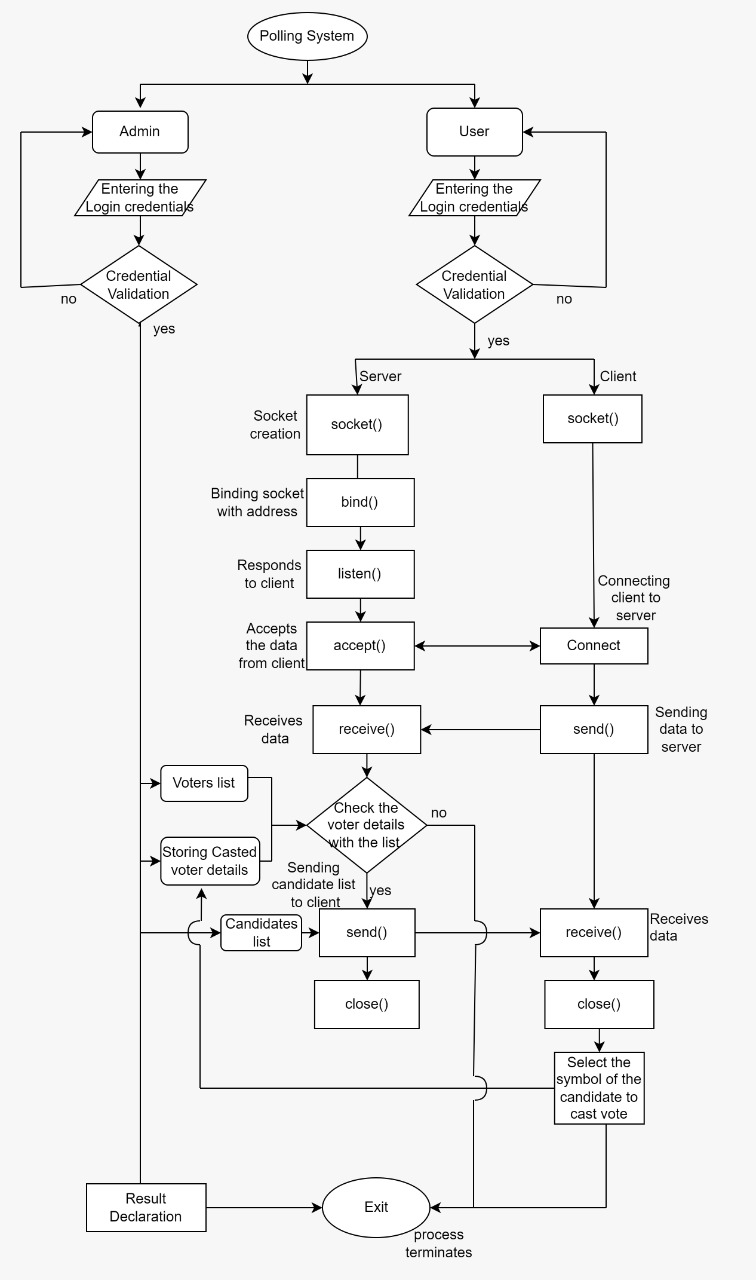 Polling System
Admin
User
Entering the
Login credentials
Entering the
Login credentials
Credential
Validation
Credential
Validation
no
no
yes
yes
Server
Client
Socket
creation
socket()
socket()
Binding socket
with address
bind()
Responds
to client
listen()
Connecting
client to
server
Accepts
the data
from client
accept()
Connect
Receives
data
receive()
send()
Sending
data to
server
Voters list
Check the
voter details
with the list
no
Storing Casted
voter details
Sending
candidate list
to client
yes
Candidates
list
send()
receive()
Receives
data
close()
close()
Select the
symbol of the
candidate to
cast vote
Result
Declaration
Exit
process
terminates